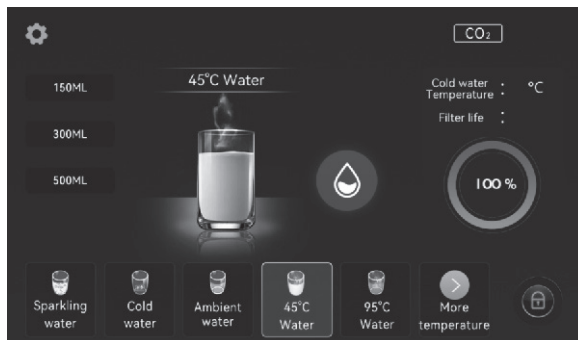 CO₂
45°C Water
150ML
300ML
500ML
Cold water
Temperature : °C
Filter life :
100 %
Sparkling
water
Cold
water
Ambient
water
45°C
Water
95°C
Water
More
temperature